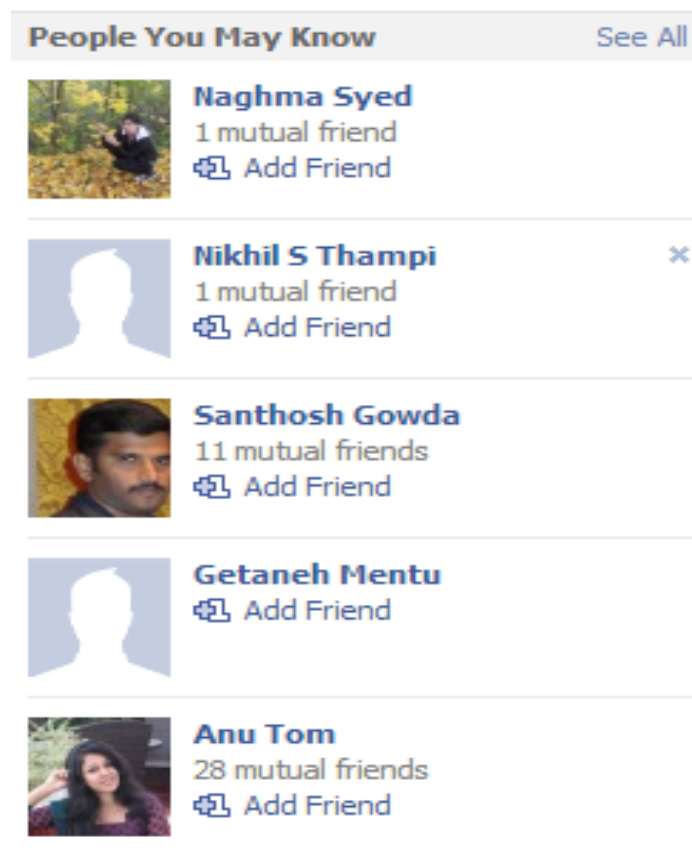 People You May Know See All
Naghma Syed
1 mutual friend
Add Friend
Nikhil S Thampi
1 mutual friend
Add Friend
Santhosh Gowda
11 mutual friends
Add Friend
Getaneh Mentu
Add Friend
Anu Tom
28 mutual friends
Add Friend